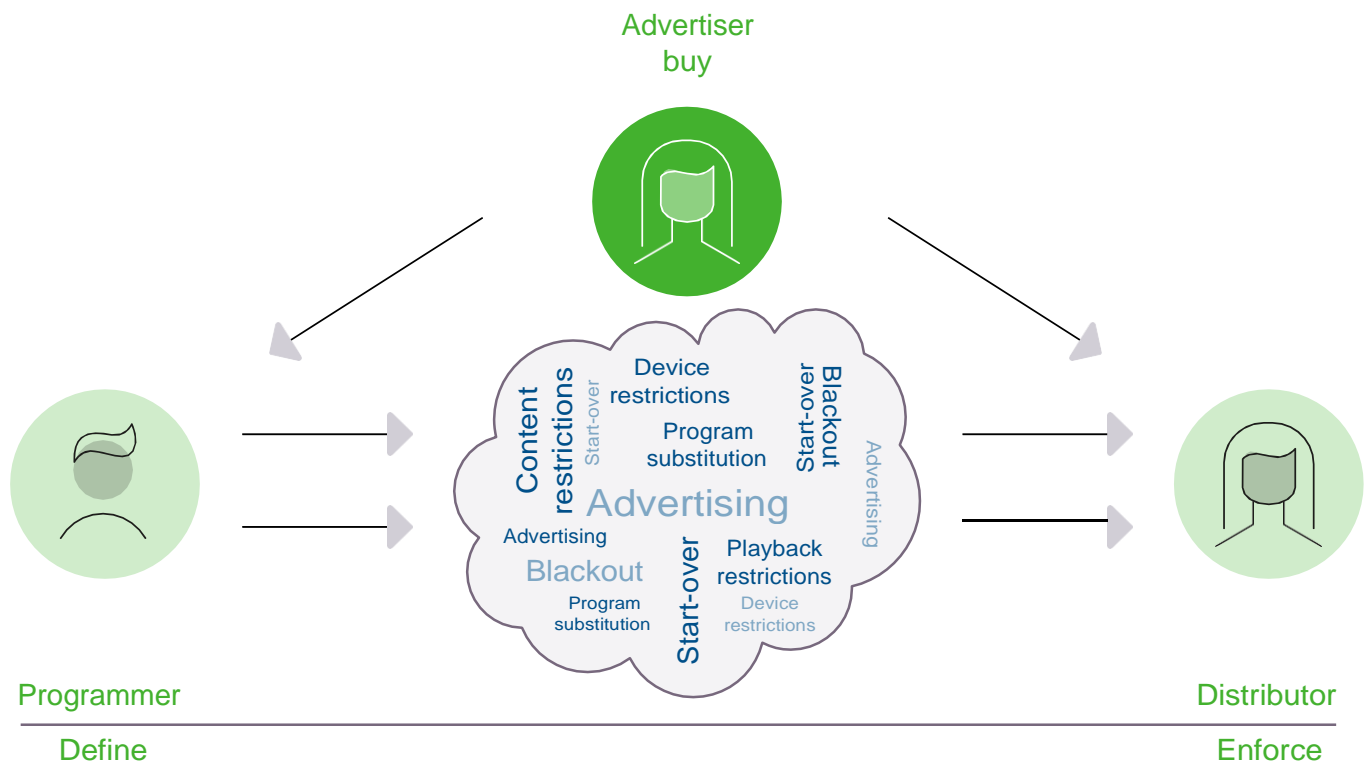 Advertiser
buy
Content
restrictions
Start-over
Device
restrictions
Program
substitution
Start-over
Blackout
Advertising
Advertising
Advertising
Blackout
Program
substitution
Start-over
Playback
restrictions
Device
restrictions
Programmer
Distributor
Define
Enforce